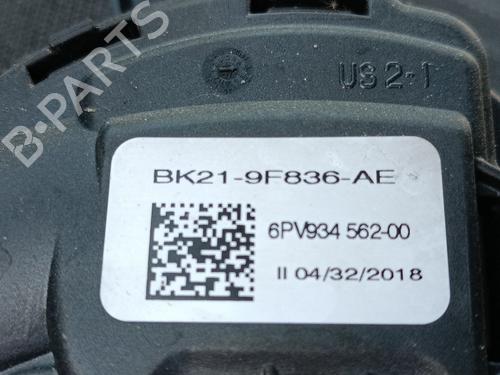 B-PARTS
US 2-1
BK21-9F836-AE
6PV934 562-00
II 04/32/2018